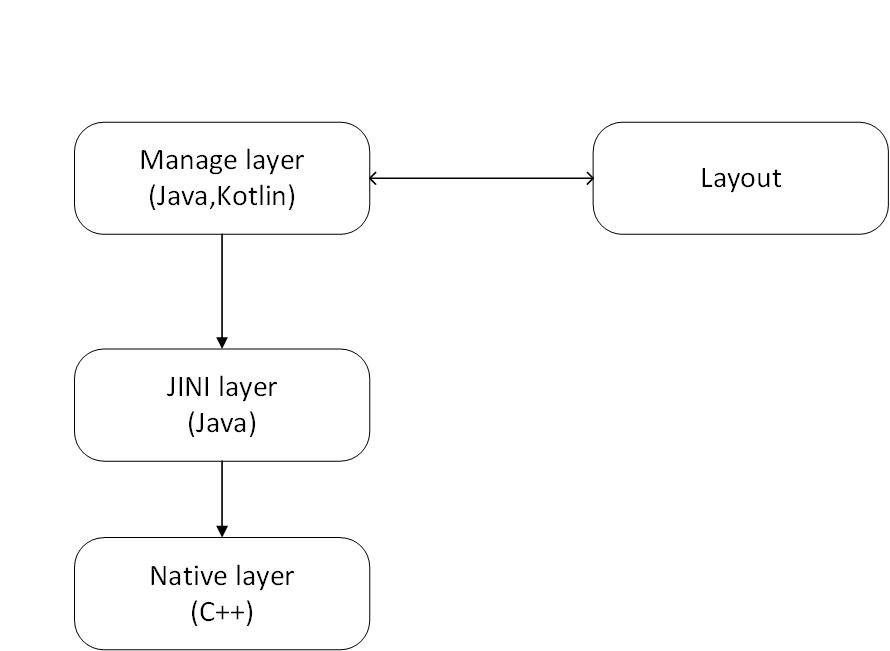 Manage layer
(Java,Kotlin)
Layout
JINI layer
(Java)
Native layer
(C++)